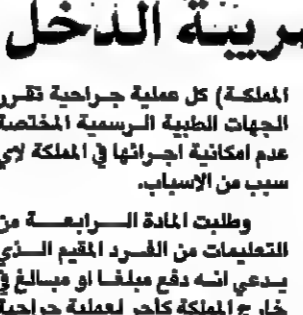 ريبة الدخل
المملكة) كل عملية جراحية تقرر
الجهات الطبية الرسمية المختصة
عدم امكانية اجرائها في المملكة لاي
سبب من الاسباب.
وطلبت المادة الرابعة من
التعليمات من الفرد المقيم الذي
يدعي انه دفع مبلغا او مبالغ في
خارج المملكة كأجر لعملية جراحية